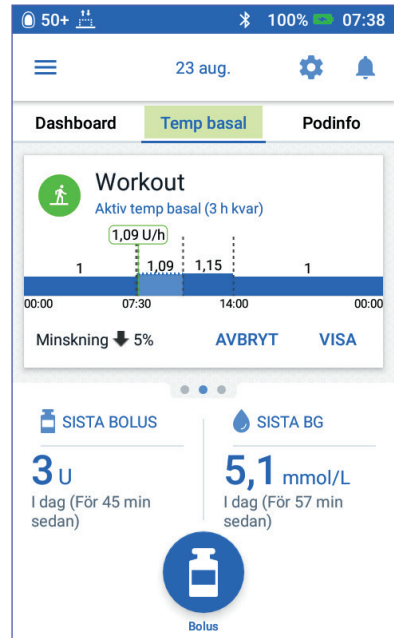 50+ 100% 07:38
23 aug.
Dashboard Temp basal Podinfo
Workout
Aktiv temp basal (3 h kvar)
1,09 U/h
1 1,09 1,15 1
00:00 07:30 14:00 00:00
Minskning 5% AVBRYT VISA
SISTA BOLUS
3 U
I dag (För 45 min
sedan)
SISTA BG
5,1 mmol/L
I dag (För 57 min
sedan)
Bolus